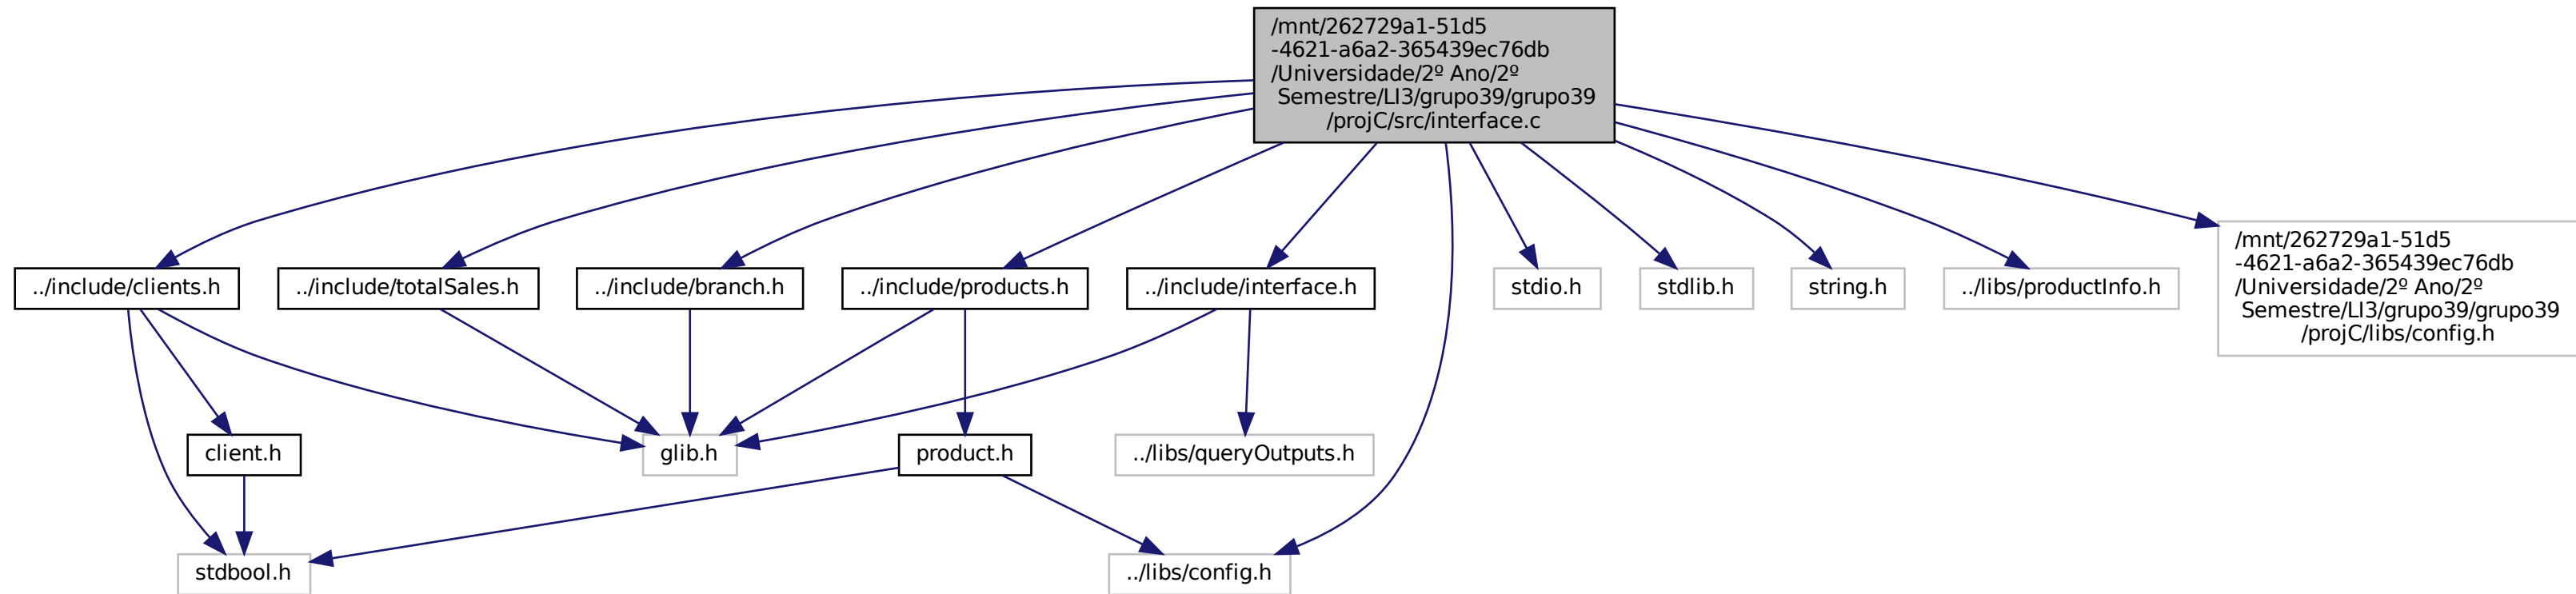 /mnt/262729a1-51d5
-4621-a6a2-365439ec76db
/Universidade/2º Ano/2º
Semestre/LI3/grupo39/grupo39
/projC/src/interface.c
../include/clients.h
../include/totalSales.h
../include/branch.h
../include/products.h
../include/interface.h
stdio.h
stdlib.h
string.h
../libs/productInfo.h
/mnt/262729a1-51d5
-4621-a6a2-365439ec76db
/Universidade/2º Ano/2º
Semestre/LI3/grupo39/grupo39
/projC/libs/config.h
client.h
glib.h
product.h
../libs/queryOutputs.h
stdbool.h
../libs/config.h